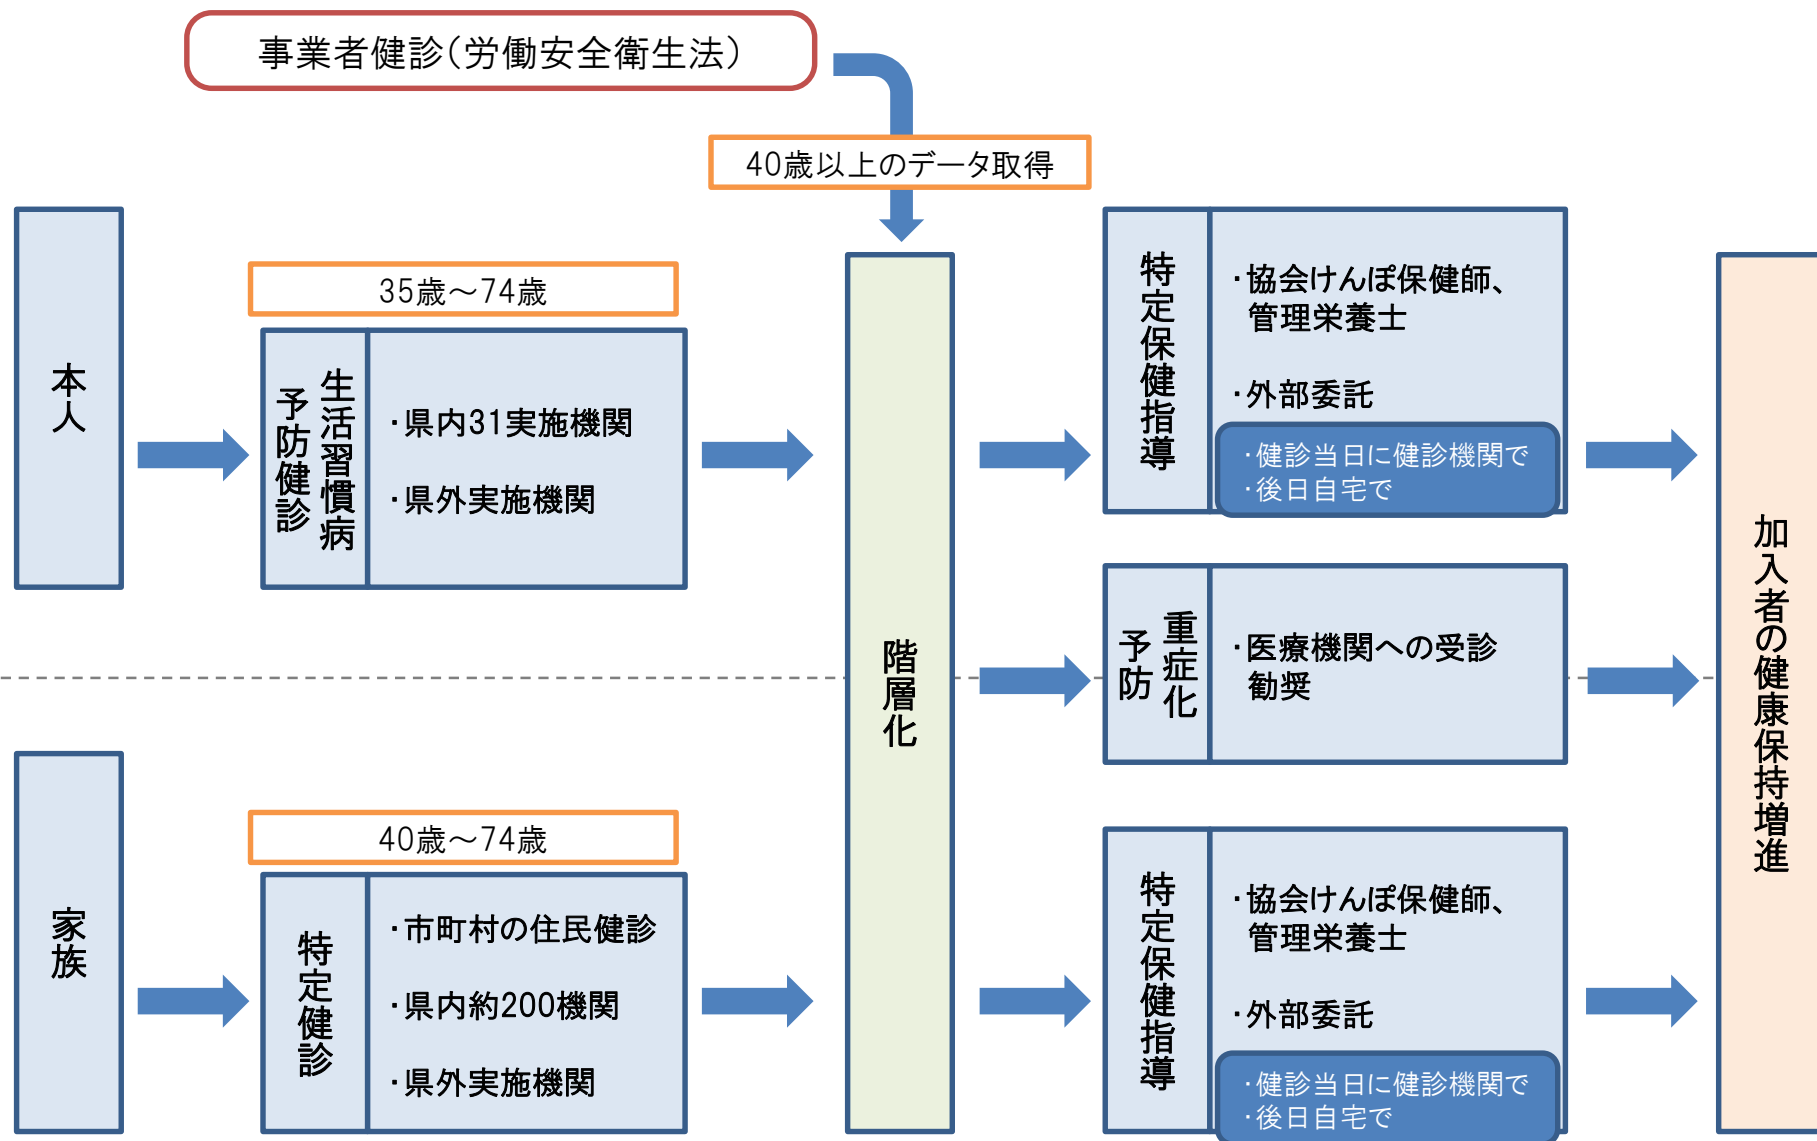 事業者健診（労働安全衛生法）
40歳以上のデータ取得
本人
35歳～74歳
生活習慣病
予防健診
・県内31実施機関
・県外実施機関
階層化
特定保健指導
・協会けんぽ保健師、
管理栄養士
・外部委託
・健診当日に健診機関で
・後日自宅で
重症化
予防
・医療機関への受診
勧奨
家族
40歳～74歳
特定健診
・市町村の住民健診
・県内約200機関
・県外実施機関
特定保健指導
・協会けんぽ保健師、
管理栄養士
・外部委託
・健診当日に健診機関で
・後日自宅で
加入者の健康保持増進